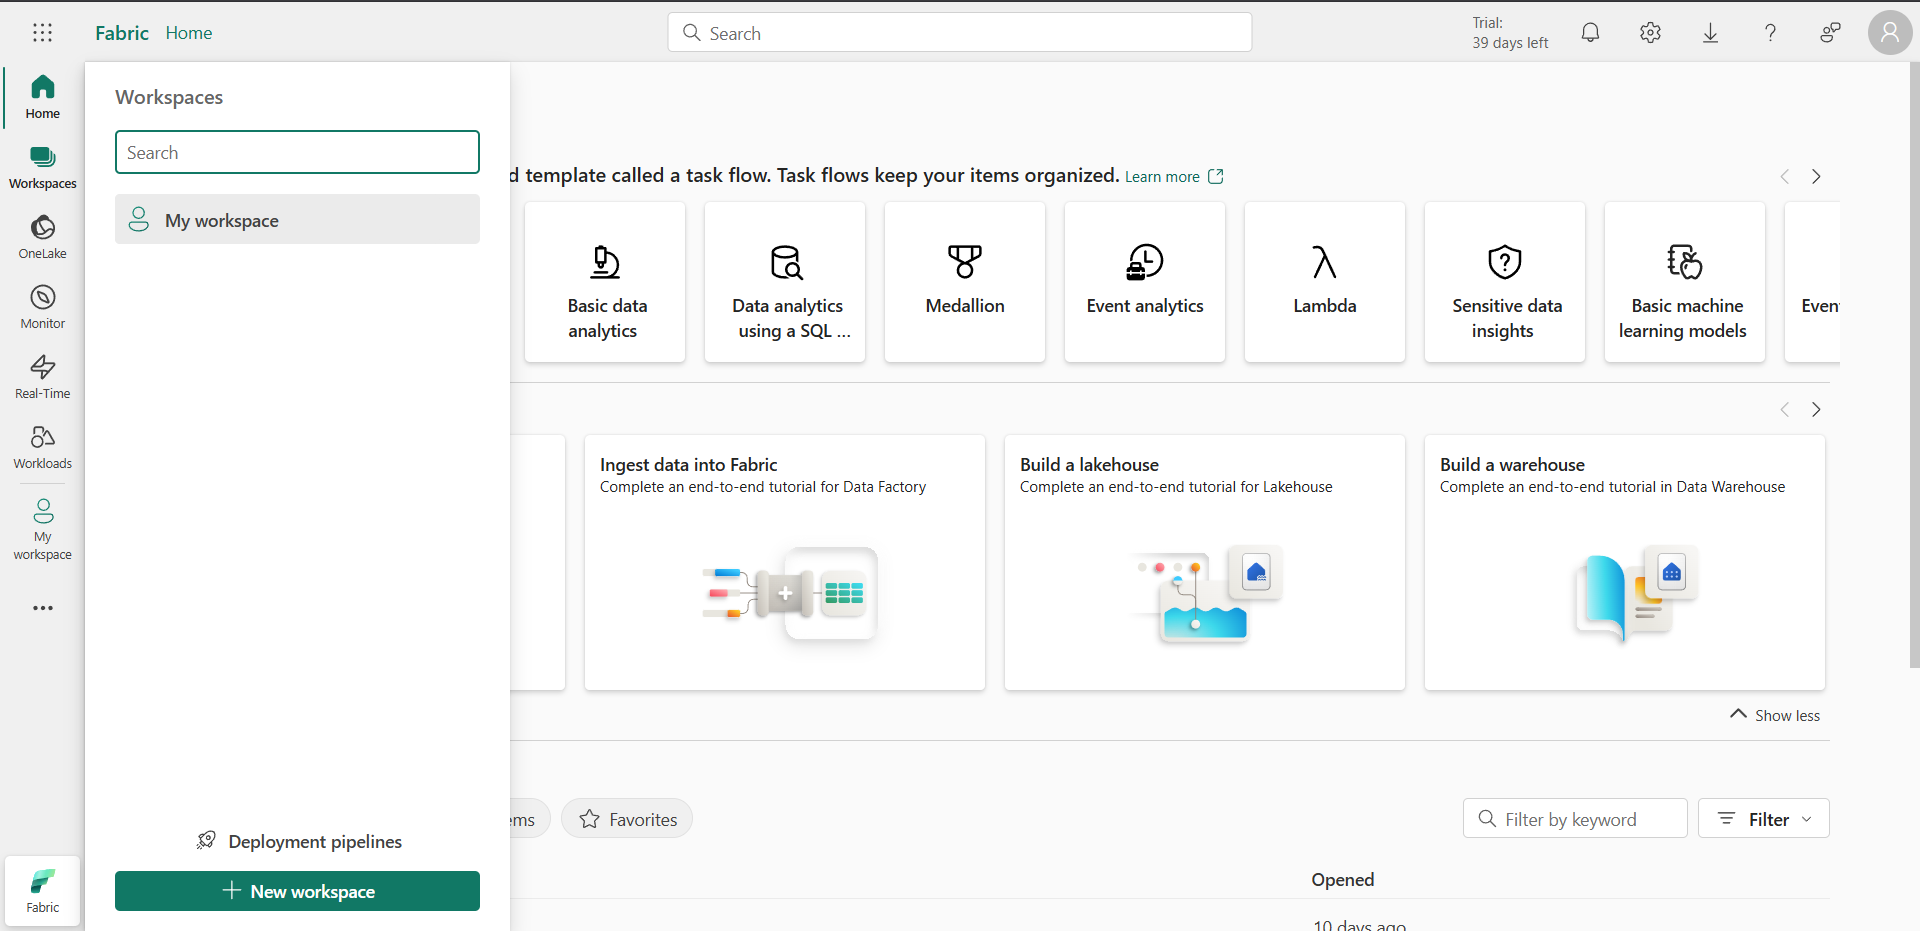 Fabric Home
Search
Trial:
39 days left
Home
Workspaces
OneLake
Monitor
Real-Time
Workloads
My
workspace
Fabric
Workspaces
Search
My workspace
Deployment pipelines
New workspace
d template called a task flow. Task flows keep your items organized. Learn more
Basic data
analytics
Data analytics
using a SQL ...
Medallion
Event analytics
Lambda
Sensitive data
insights
Basic machine
learning models
Even
Ingest data into Fabric
Complete an end-to-end tutorial for Data Factory
Build a lakehouse
Complete an end-to-end tutorial for Lakehouse
Build a warehouse
Complete an end-to-end tutorial in Data Warehouse
Show less
ems
Favorites
Filter by keyword
Filter
Opened
10 days ago